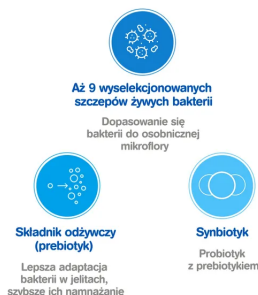 Aż 9 wyselekcjonowanych
szczepów żywych bakterii
Dopasowanie się
bakterii do osobniczej
mikroflory
Składnik odżywczy
(prebiotyk)
Lepsza adaptacja
bakterii w jelitach,
szybsze ich namnażanie
Synbiotyk
Probiotyk
z prebiotykiem